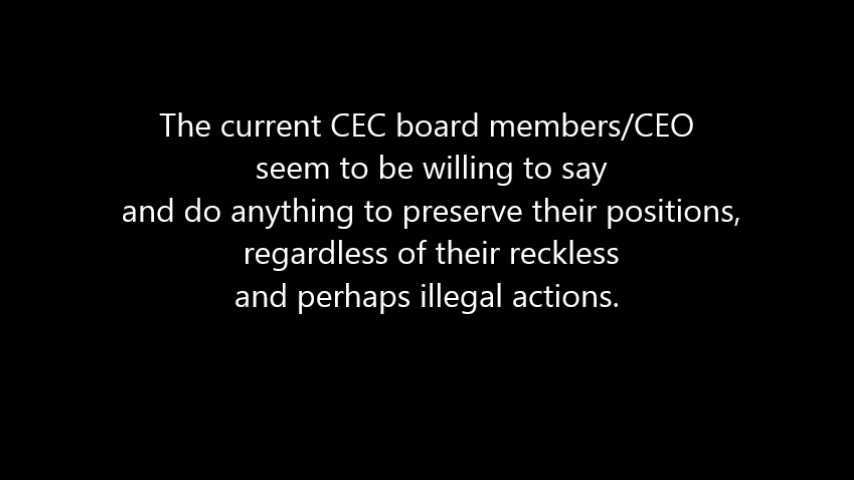 The current CEC board members/CEO
seem to be willing to say
and do anything to preserve their positions,
regardless of their reckless
and perhaps illegal actions.